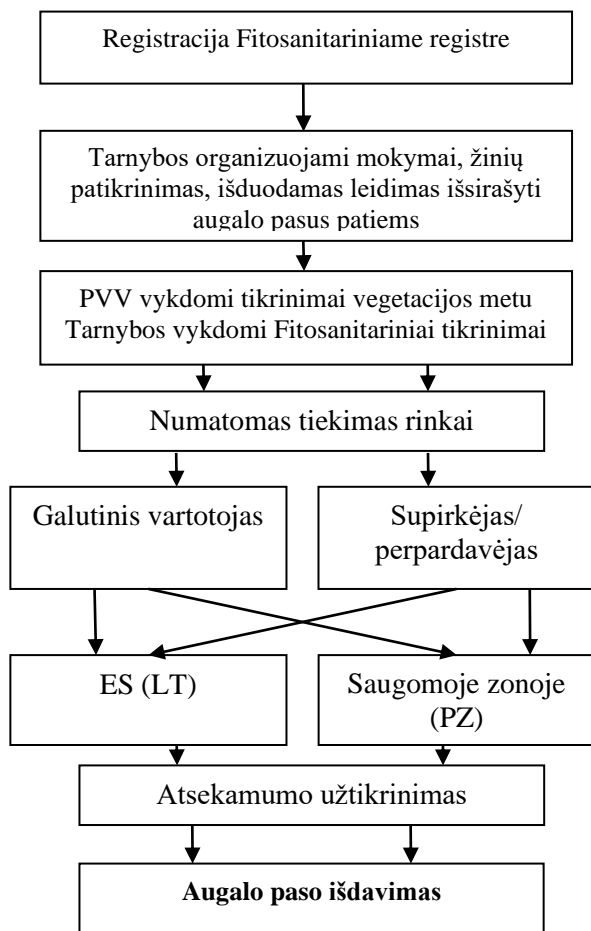 Registracija Fitosanitariniame registre
Tarnybos organizuojami mokymai, žinių
patikrinimas, išduodamas leidimas išsirašyti
augalo pasus patiems
PVV vykdomi tikrinimai vegetacijos metu
Tarnybos vykdomi Fitosanitariniai tikrinimai
Numatomas tiekimas rinkai
Galutinis vartotojas
Supirkėjas/
perpardavėjas
ES (LT)
Saugomoje zonoje
(PZ)
Atsekamumo užtikrinimas
Augalo paso išdavimas